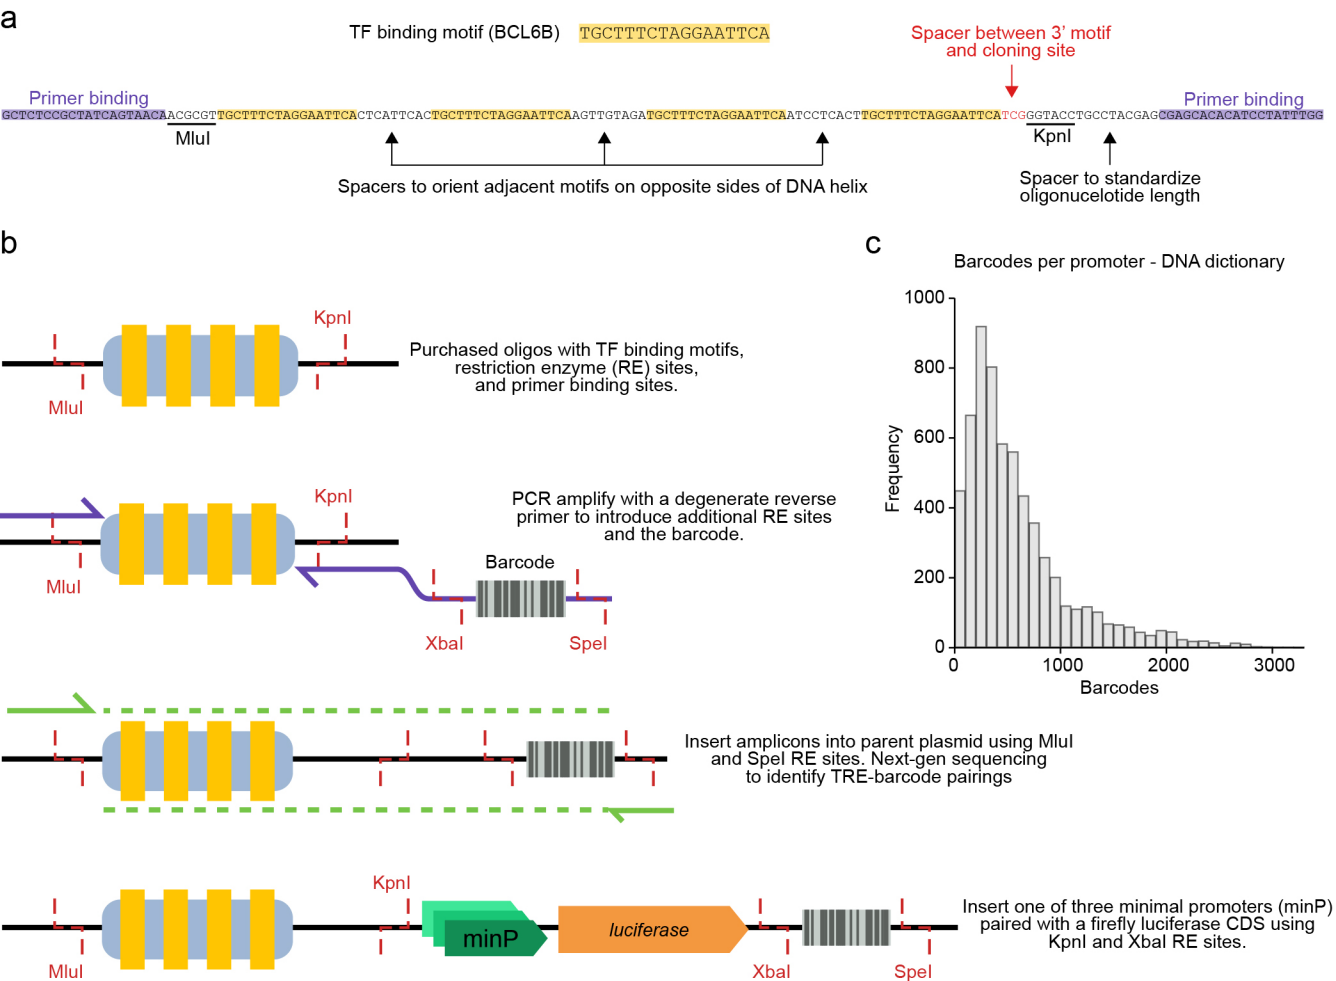 a
TF binding motif (BCL6B) TGCTTTCTAGGAATTCA
Spacer between 3’ motif
and cloning site
Primer binding
Primer binding
GCTCTCCGCTATCAGTAACAACGCGTTGCTTTCTAGGAATTCACTCATTCACTGCTTTCTAGGAATTCAAGTTGTAGATGCTTTCTAGGAATTCAATCCTCACTTGCTTTCTAGGAATTCATCGGGTACCTGCCTACGAGCGAGCACACATCCTATTTGG
MluI
KpnI
Spacers to orient adjacent motifs on opposite sides of DNA helix
Spacer to standardize
oligonucelotide length
b
KpnI
MluI
Purchased oligos with TF binding motifs,
restriction enzyme (RE) sites,
and primer binding sites.
KpnI
MluI
PCR amplify with a degenerate reverse
primer to introduce additional RE sites
and the barcode.
Barcode
XbaI
SpeI
Insert amplicons into parent plasmid using MluI
and SpeI RE sites. Next-gen sequencing
to identify TRE-barcode pairings
KpnI
MluI
minP
luciferase
XbaI
SpeI
Insert one of three minimal promoters (minP)
paired with a firefly luciferase CDS using
KpnI and XbaI RE sites.
c
Barcodes per promoter - DNA dictionary
1000
800
600
400
200
0
Frequency
0 1000 2000 3000
Barcodes